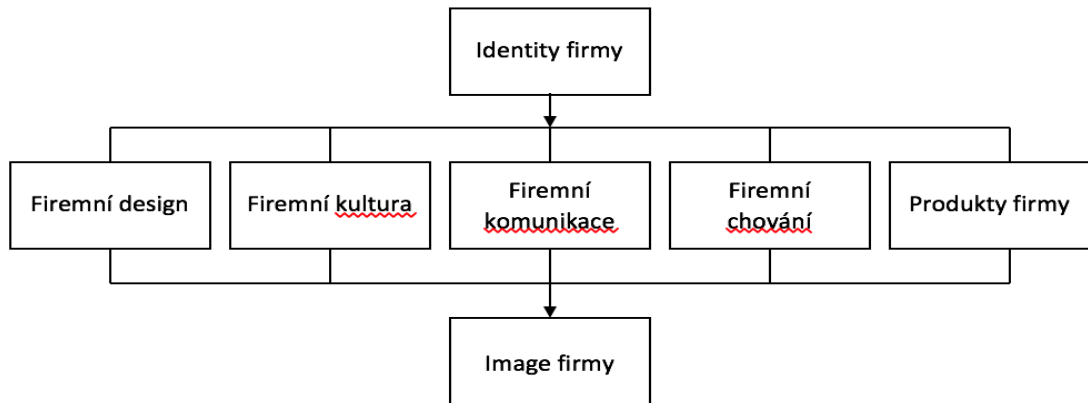 Identity firmy
Firemní design
Firemní kultura
Firemní
komunikace
Firemní
chování
Produkty firmy
Image firmy